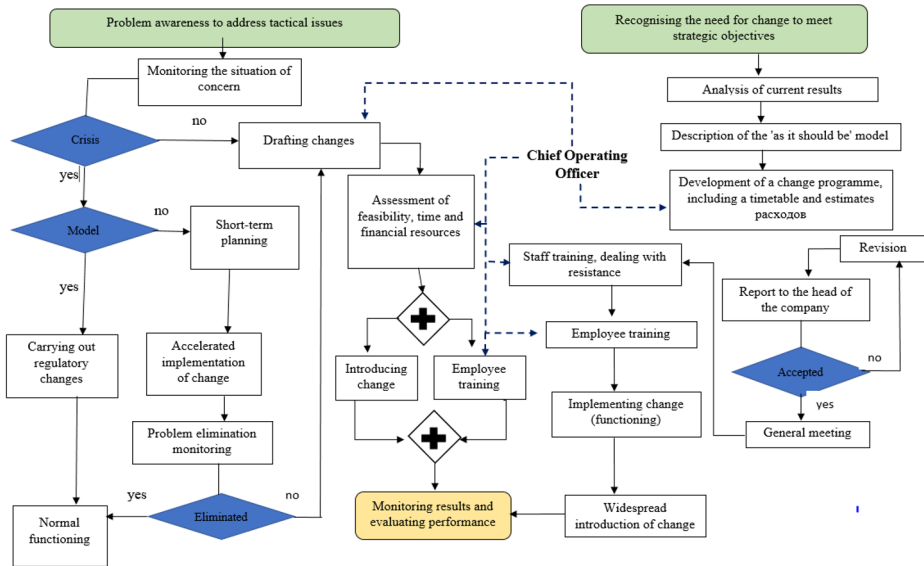 Problem awareness to address tactical issues
Recognising the need for change to meet
strategic objectives
Monitoring the situation of
concern
Analysis of current results
Crisis
no
Drafting changes
Description of the 'as it should be' model
Chief Operating
Officer
yes
Assessment of
feasibility, time and
financial resources
Development of a change programme,
including a timetable and estimates
расходов
Model
no
Short-term
planning
Staff training, dealing with
resistance
Revision
yes
Report to the head of
the company
Employee training
Carrying out
regulatory
changes
Accelerated
implementation
of change
Introducing
change
Employee
training
Accepted
no
Implementing change
(functioning)
yes
Problem elimination
monitoring
General meeting
yes
Eliminated
no
Normal
functioning
Monitoring results and
evaluating performance
Widespread
introduction of change